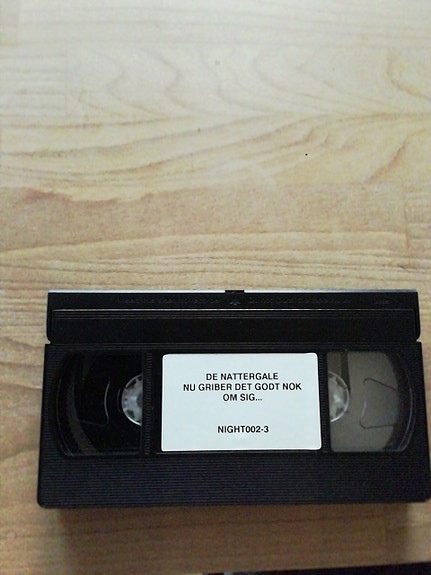 DE NATTERGALE
NU GRIBER DET GODT NOK
OM SIG...
NIGHT002-3